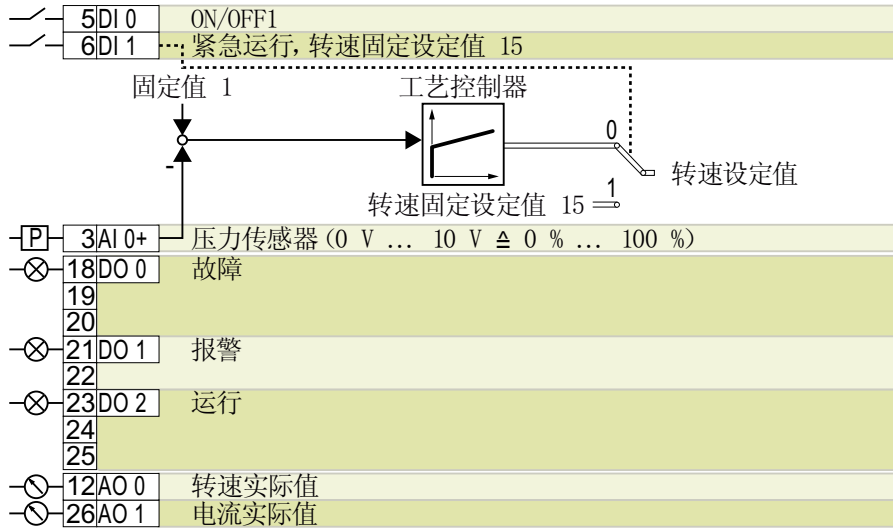 5 DI 0 ON/OFF1
6 DI 1 紧急运行, 转速固定设定值 15
固定值 1 工艺控制器
0
- 转速设定值
1
转速固定设定值 15
P 3 AI 0+ 压力传感器 (0 V ... 10 V ≙ 0 % ... 100 %)
18 DO 0 故障
19
20
21 DO 1 报警
22
23 DO 2 运行
24
25
12 AO 0 转速实际值
26 AO 1 电流实际值